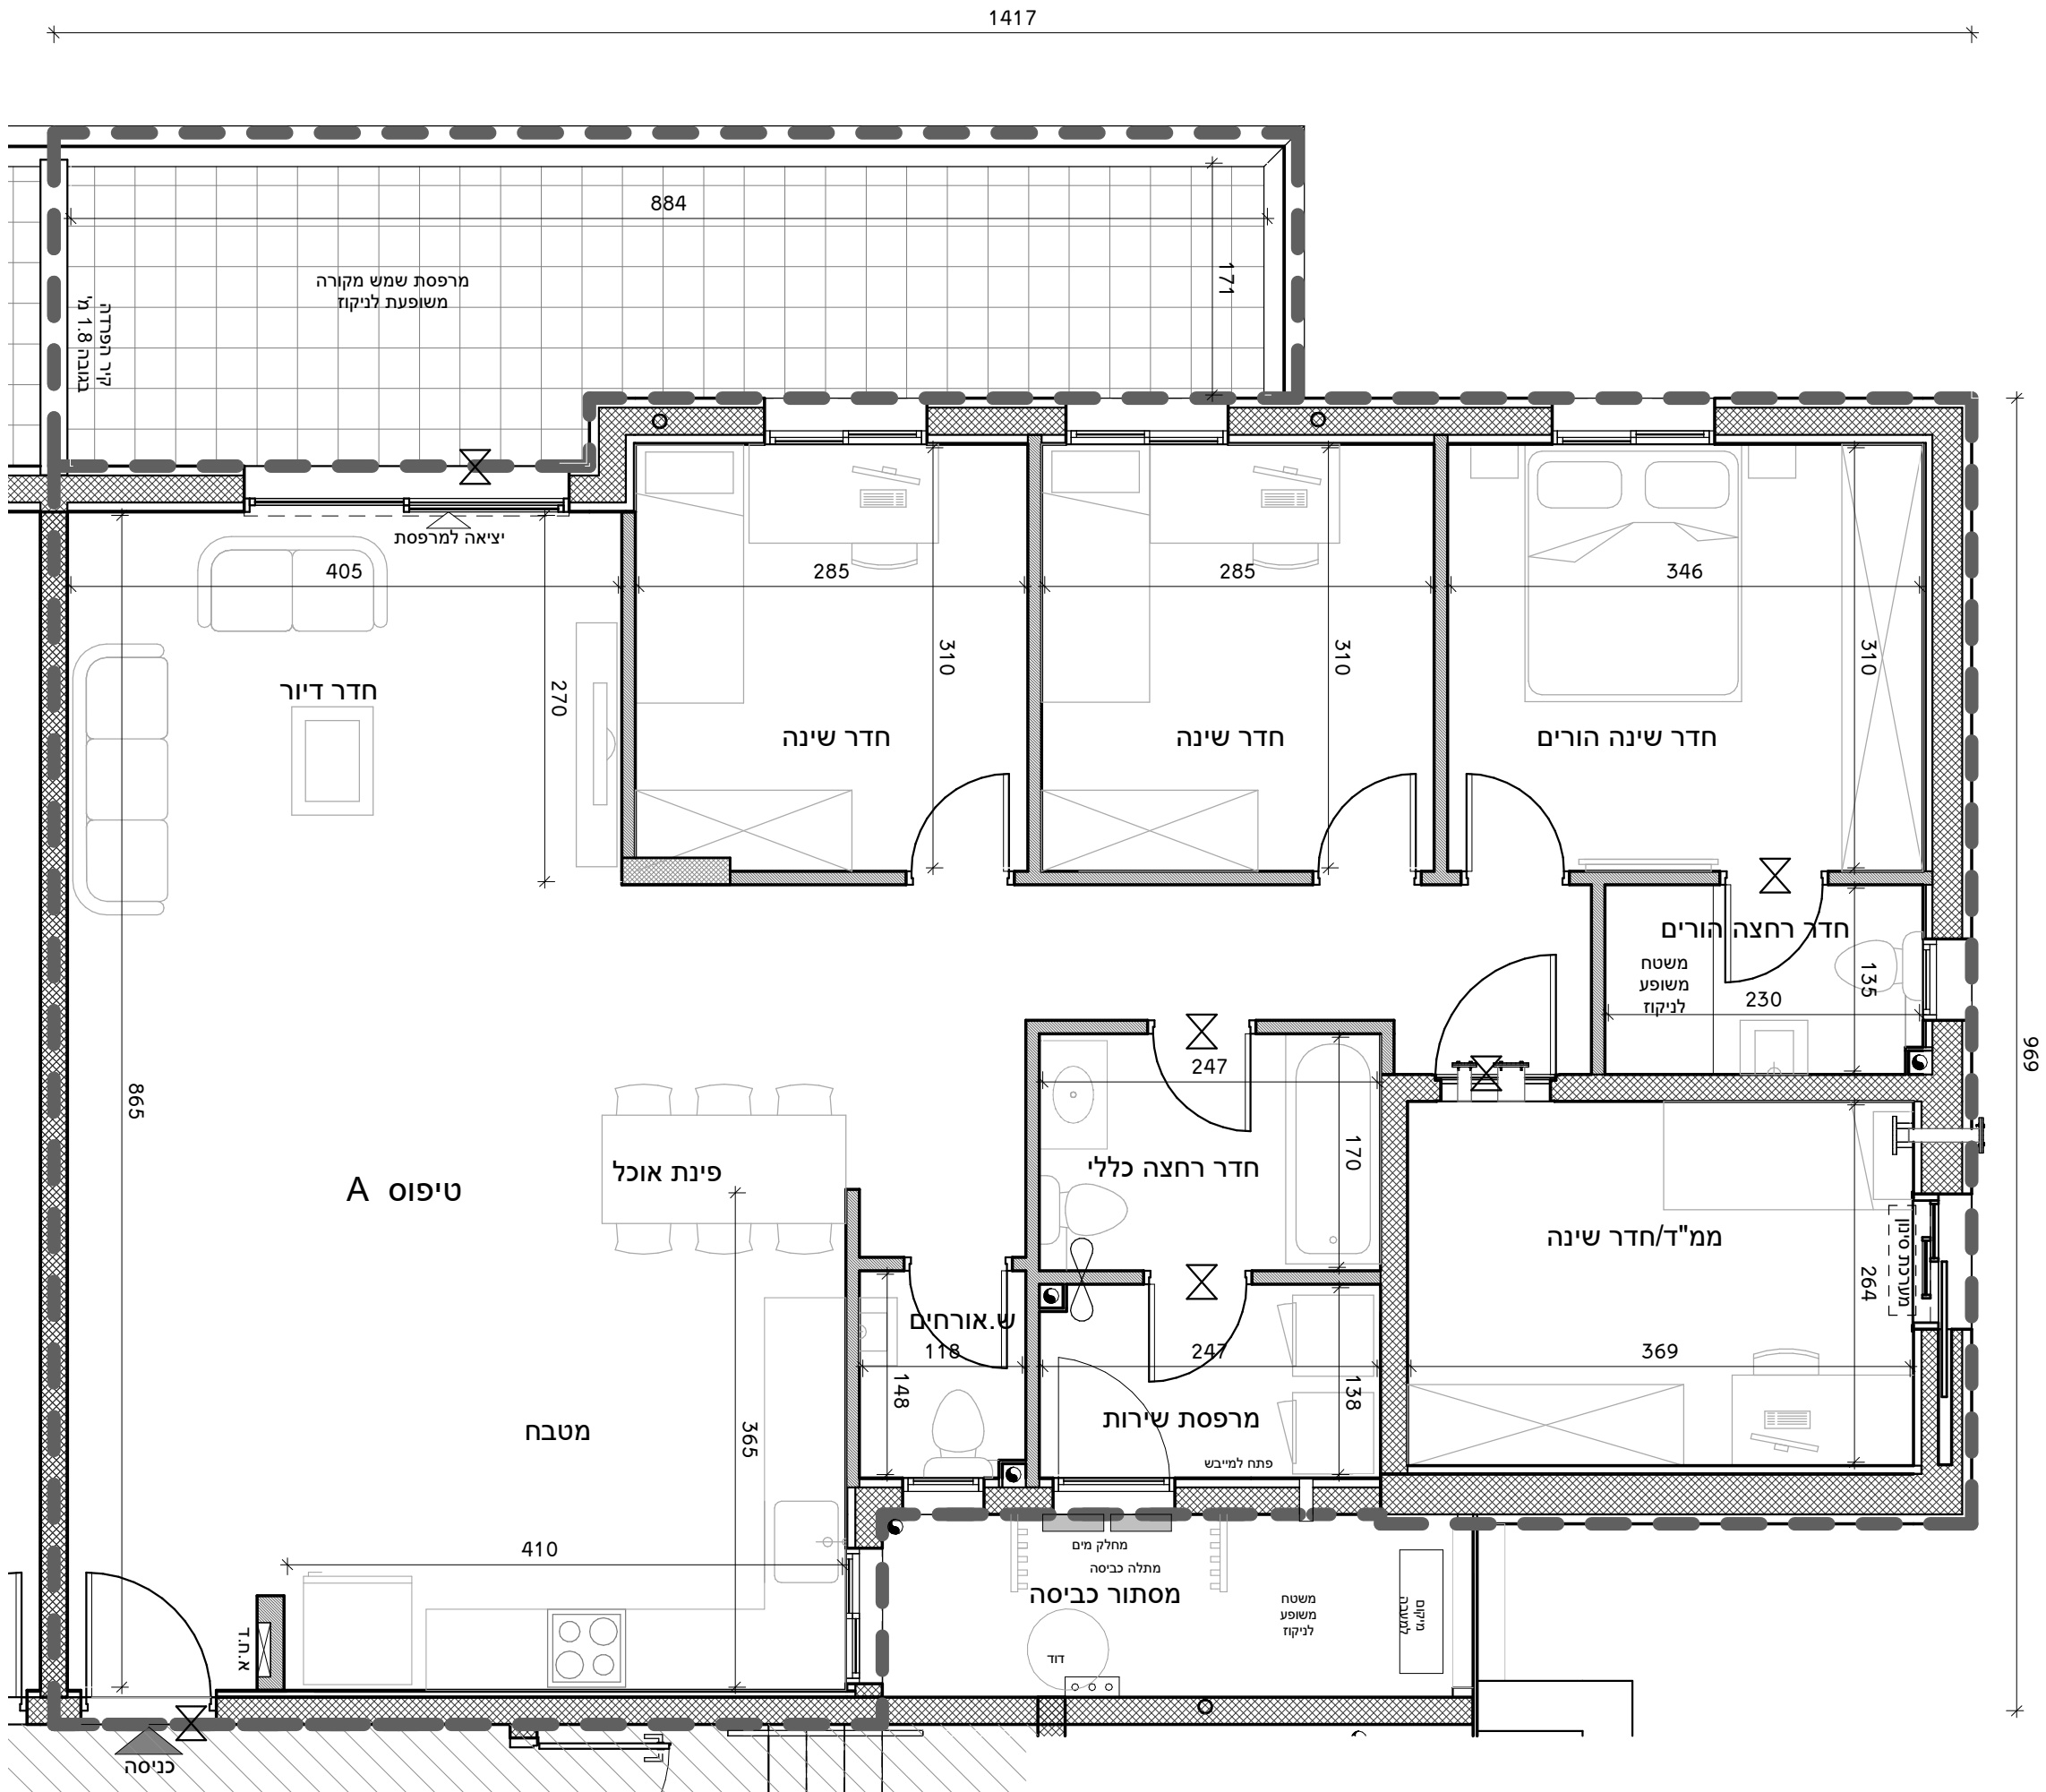 1417
884
171
מרפסת שמש מקורה
משופעת לניקוז
קיר הפרדה
בגובה 1.8 מ'
יציאה למרפסת
405
285
285
346
310
310
310
270
חדר דיור
חדר שינה
חדר שינה
חדר שינה הורים
חדר רחצה הורים
משטח
משופע
לניקוז
230
135
969
865
247
170
חדר רחצה כללי
פינת אוכל
טיפוס A
ממ"ד/חדר שינה
מערכת סינון
264
369
ש.אורחים
118
148
247
138
מרפסת שירות
פתח למייבש
מטבח
365
410
מחלק מים
מתלה כביסה
מסתור כביסה
משטח
משופע
לניקוז
מיקום
למעבה
דוד
א.ח.ד
כניסה